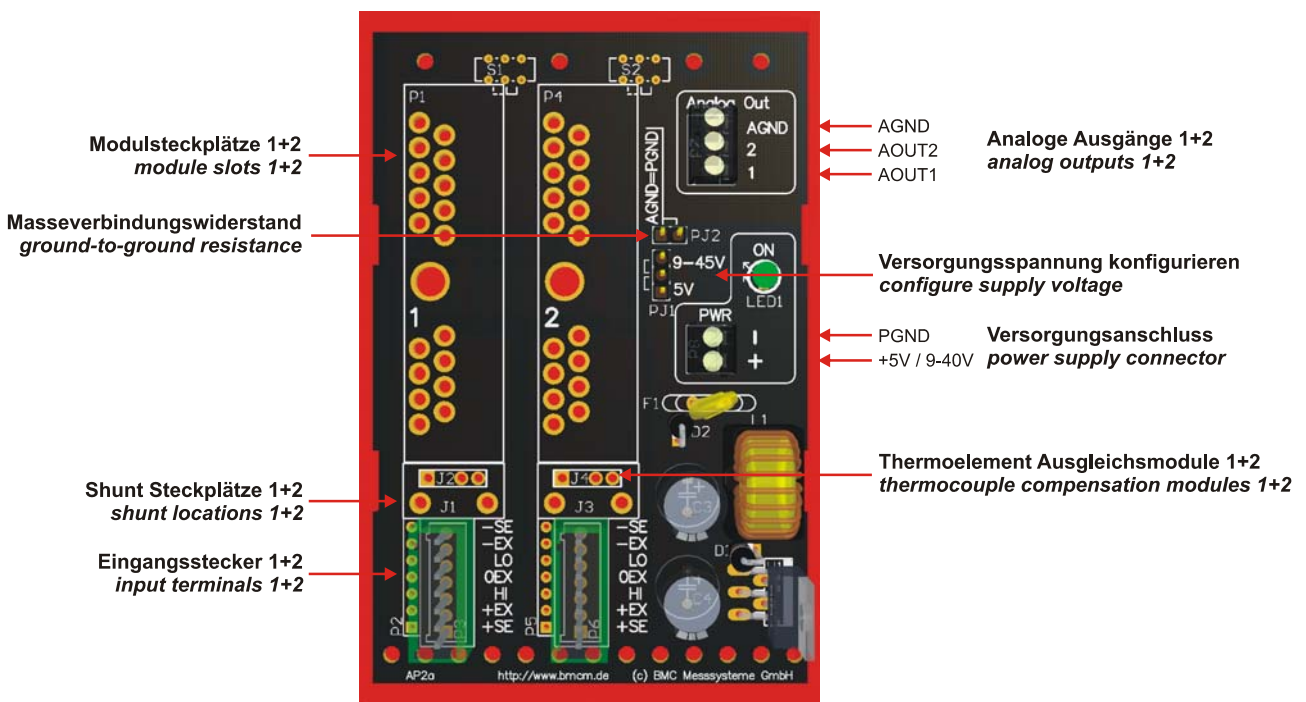 Modulsteckplätze 1+2
module slots 1+2
Masseverbindungswiderstand
ground-to-ground resistance
Shunt Steckplätze 1+2
shunt locations 1+2
Eingangsstecker 1+2
input terminals 1+2
S1
S2
P1
P4
Analog Out
AGND
2
1
AGND=PGND
PJ2
9-45V
5V
PJ1
ON
LED1
PWR
-
+
1
2
F1
L1
D2
J2
J4
J1
J3
C3
C4
D1
-SE
-EX
LO
0EX
HI
+EX
+SE
-SE
-EX
LO
0EX
HI
+EX
+SE
P2
P3
P5
P6
AP2a
http://www.bmcm.de
(c) BMC Messsysteme GmbH
AGND
AOUT2
AOUT1
Analoge Ausgänge 1+2
analog outputs 1+2
Versorgungsspannung konfigurieren
configure supply voltage
PGND
+5V / 9-40V
Versorgungsanschluss
power supply connector
Thermoelement Ausgleichsmodule 1+2
thermocouple compensation modules 1+2